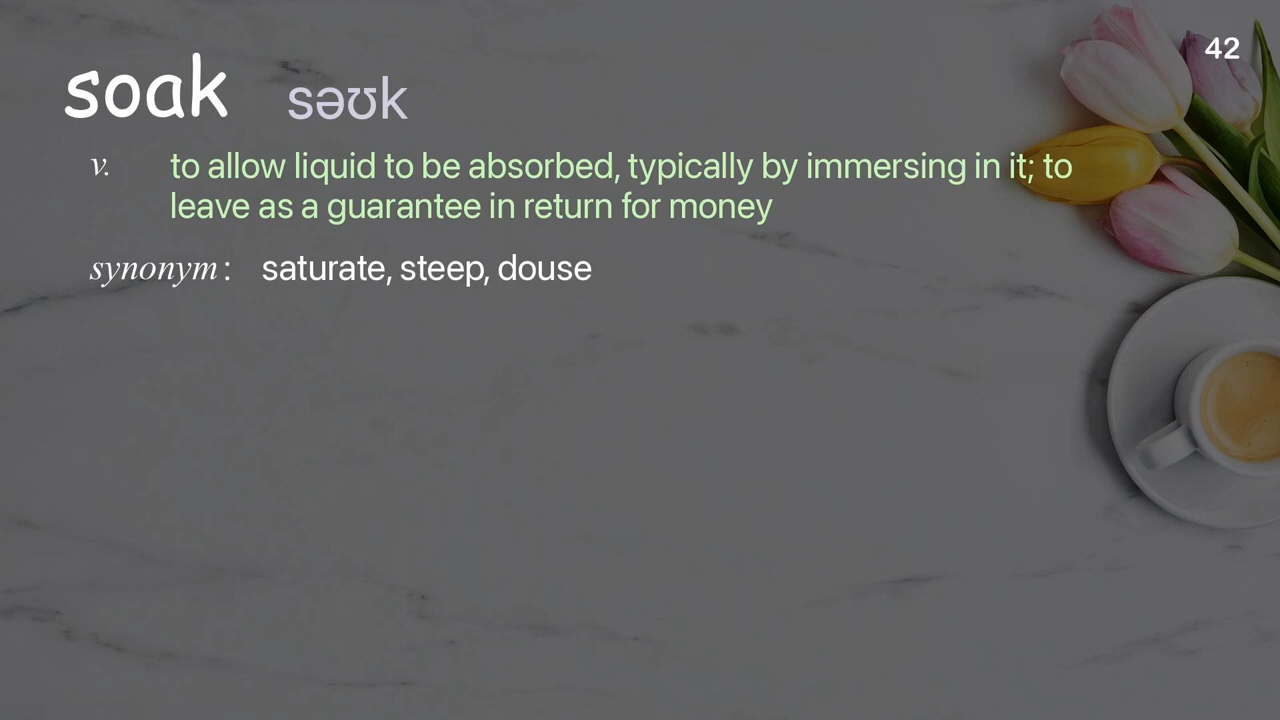 42
soak səʊk
v. to allow liquid to be absorbed, typically by immersing in it; to
leave as a guarantee in return for money
synonym: saturate, steep, douse